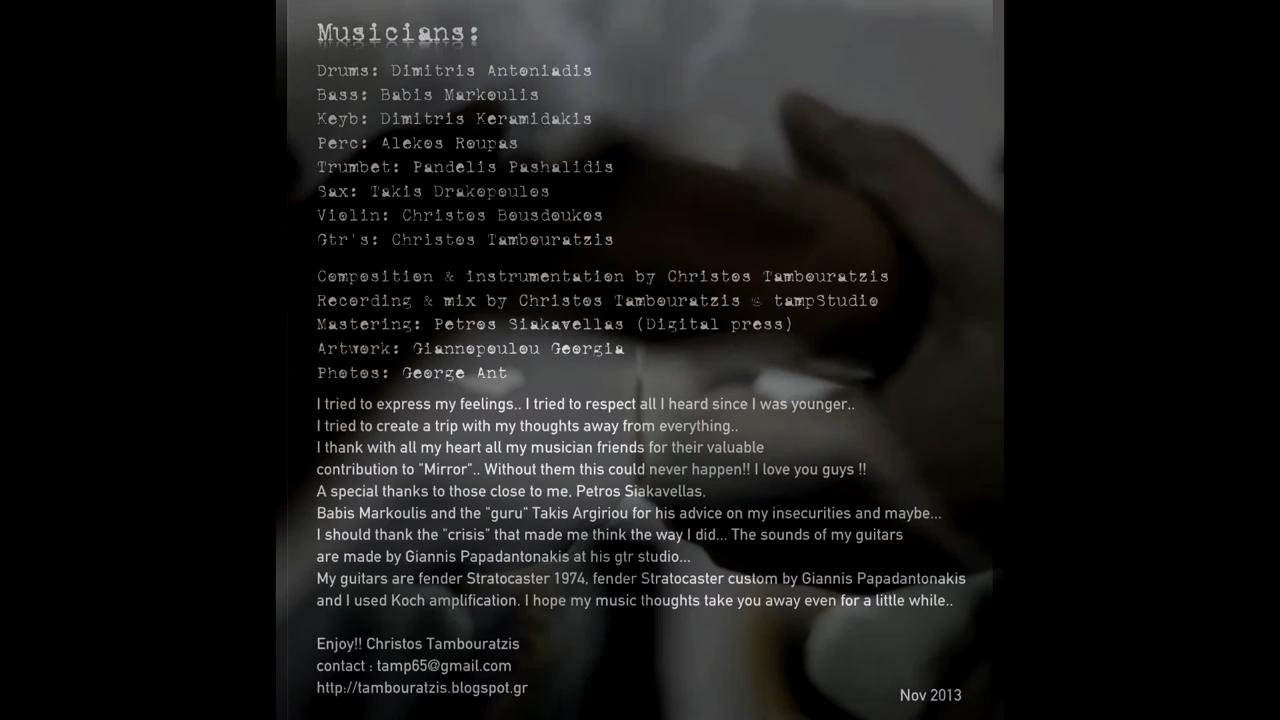 Musicians:
Drums: Dimitris Antoniadis
Bass: Babis Markoulis
Keyb: Dimitris Keramidakis
Perc: Alekos Roupas
Trumbet: Pandelis Pashalidis
Sax: Takis Drakopoulos
Violin: Christos Bousdoukos
Gtr's: Christos Tambouratzis
Composition & instrumentation by Christos Tambouratzis
Recording & mix by Christos Tambouratzis @ tampStudio
Mastering: Petros Siakavellas (Digital press)
Artwork: Giannopoulou Georgia
Photos: George Ant
I tried to express my feelings.. I tried to respect all I heard since I was younger..
I tried to create a trip with my thoughts away from everything..
I thank with all my heart all my musician friends for their valuable
contribution to "Mirror".. Without them this could never happen!! I love you guys !!
A special thanks to those close to me, Petros Siakavellas,
Babis Markoulis and the "guru" Takis Argiriou for his advice on my insecurities and maybe...
I should thank the "crisis" that made me think the way I did... The sounds of my guitars
are made by Giannis Papadantonakis at his gtr studio...
My guitars are fender Stratocaster 1974, fender Stratocaster custom by Giannis Papadantonakis
and I used Koch amplification. I hope my music thoughts take you away even for a little while..
Enjoy!! Christos Tambouratzis
contact : tamp65@gmail.com
http://tambouratzis.blogspot.gr
Nov 2013